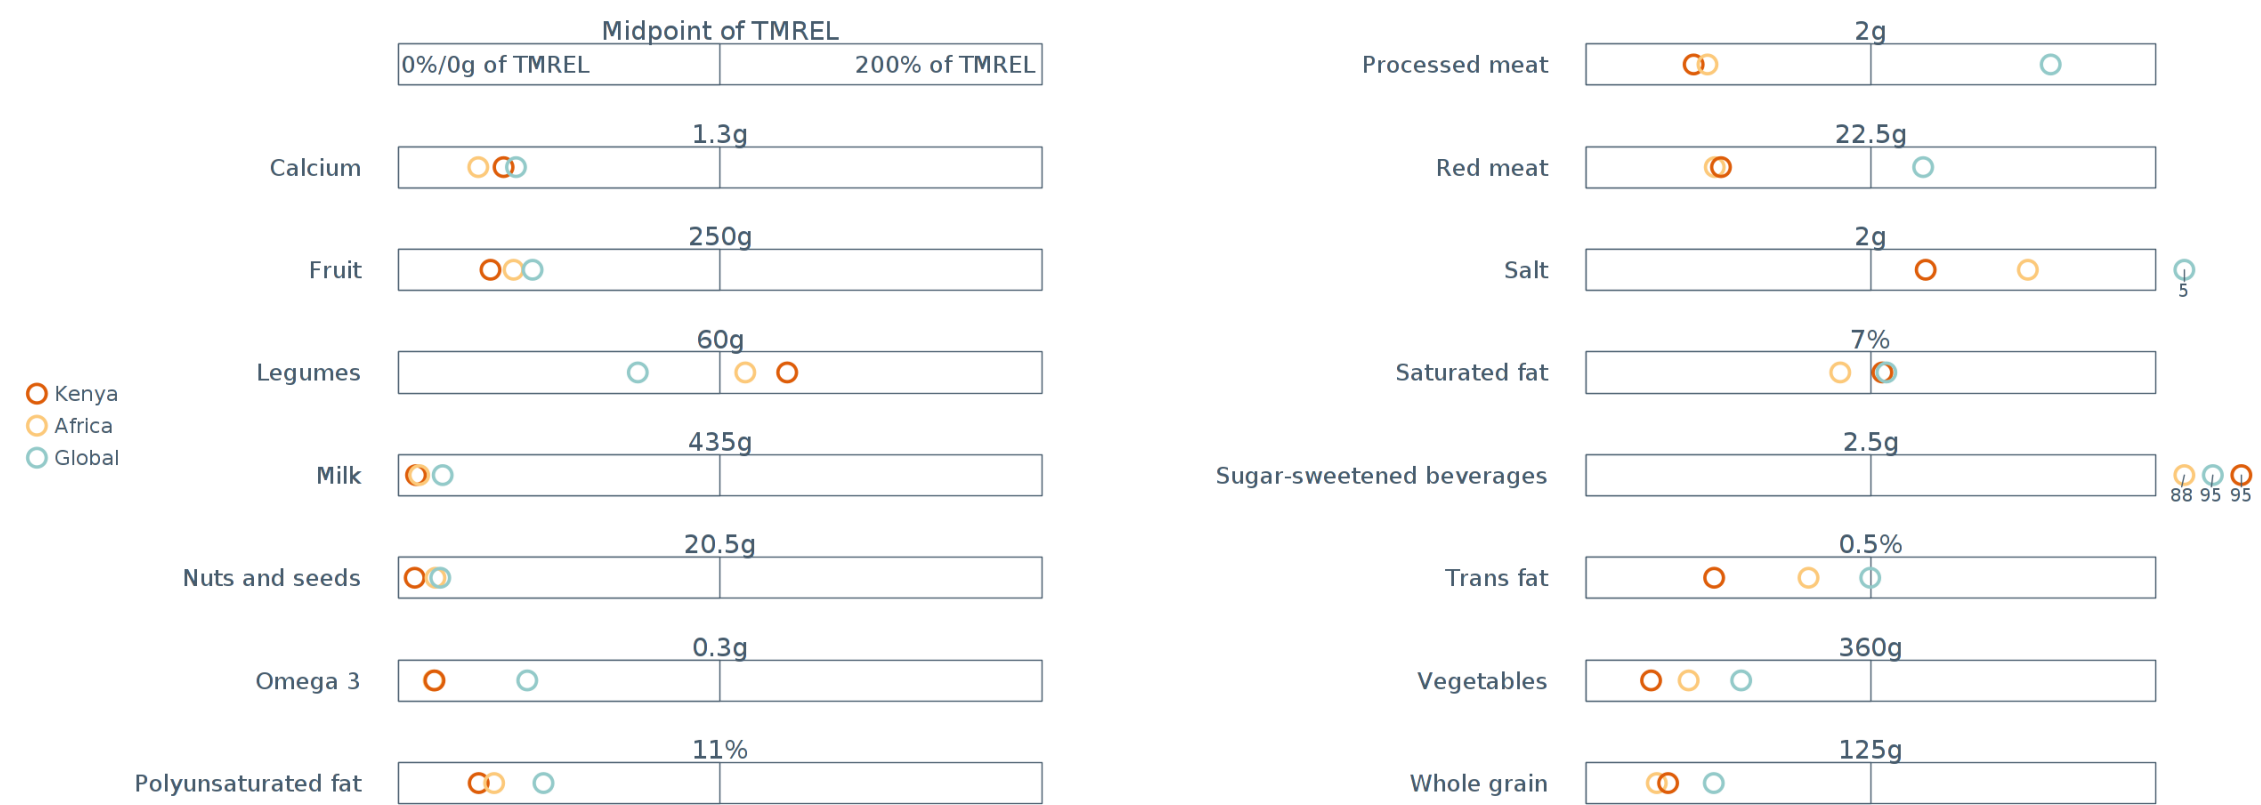 Midpoint of TMREL
0%/0g of TMREL 200% of TMREL
1.3g
Calcium
250g
Fruit
60g
Legumes
435g
Milk
20.5g
Nuts and seeds
0.3g
Omega 3
11%
Polyunsaturated fat
Kenya
Africa
Global
2g
Processed meat
22.5g
Red meat
2g
Salt
5
7%
Saturated fat
2.5g
Sugar-sweetened beverages
88 95 95
0.5%
Trans fat
360g
Vegetables
125g
Whole grain